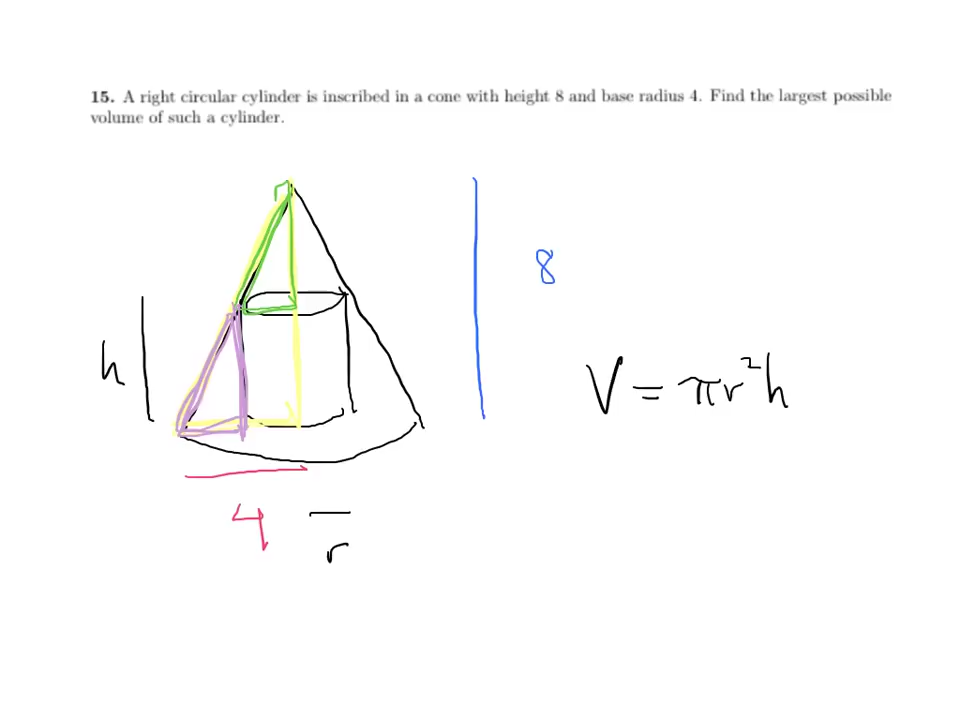 15. A right circular cylinder is inscribed in a cone with height 8 and base radius 4. Find the largest possible
volume of such a cylinder.
8
h
V = πr²h
4
r